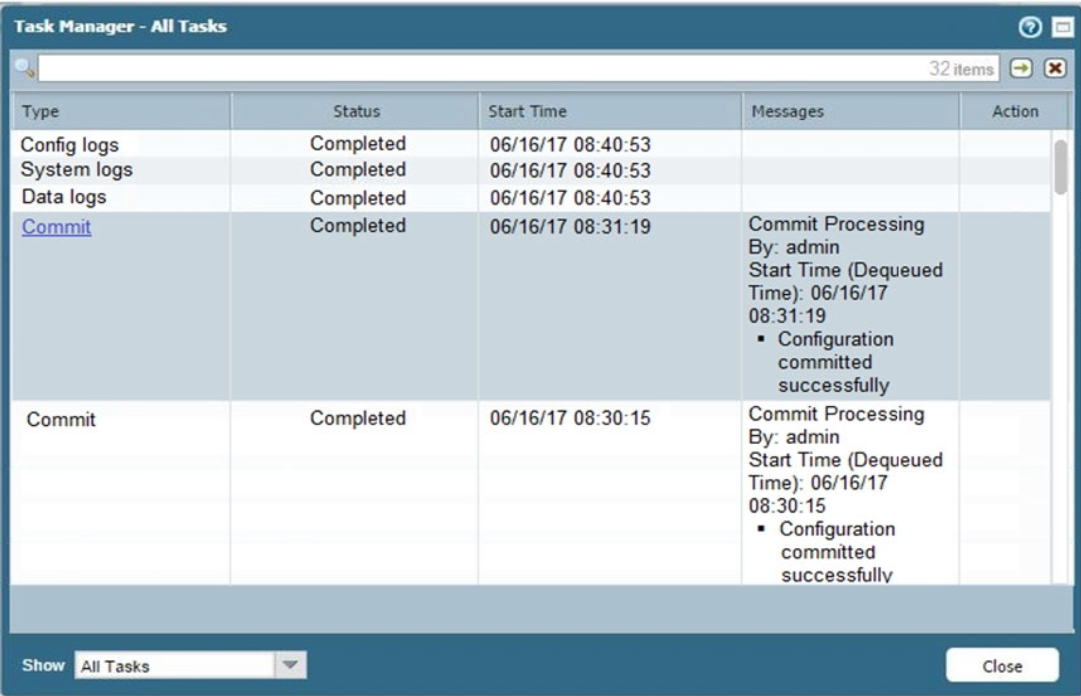 Task Manager - All Tasks
32 items
Type Status Start Time Messages Action
Config logs Completed 06/16/17 08:40:53
System logs Completed 06/16/17 08:40:53
Data logs Completed 06/16/17 08:40:53
Commit Completed 06/16/17 08:31:19 Commit Processing
By: admin
Start Time (Dequeued
Time): 06/16/17
08:31:19
▪ Configuration
committed
successfully
Commit Completed 06/16/17 08:30:15 Commit Processing
By: admin
Start Time (Dequeued
Time): 06/16/17
08:30:15
▪ Configuration
committed
successfully
Show All Tasks Close